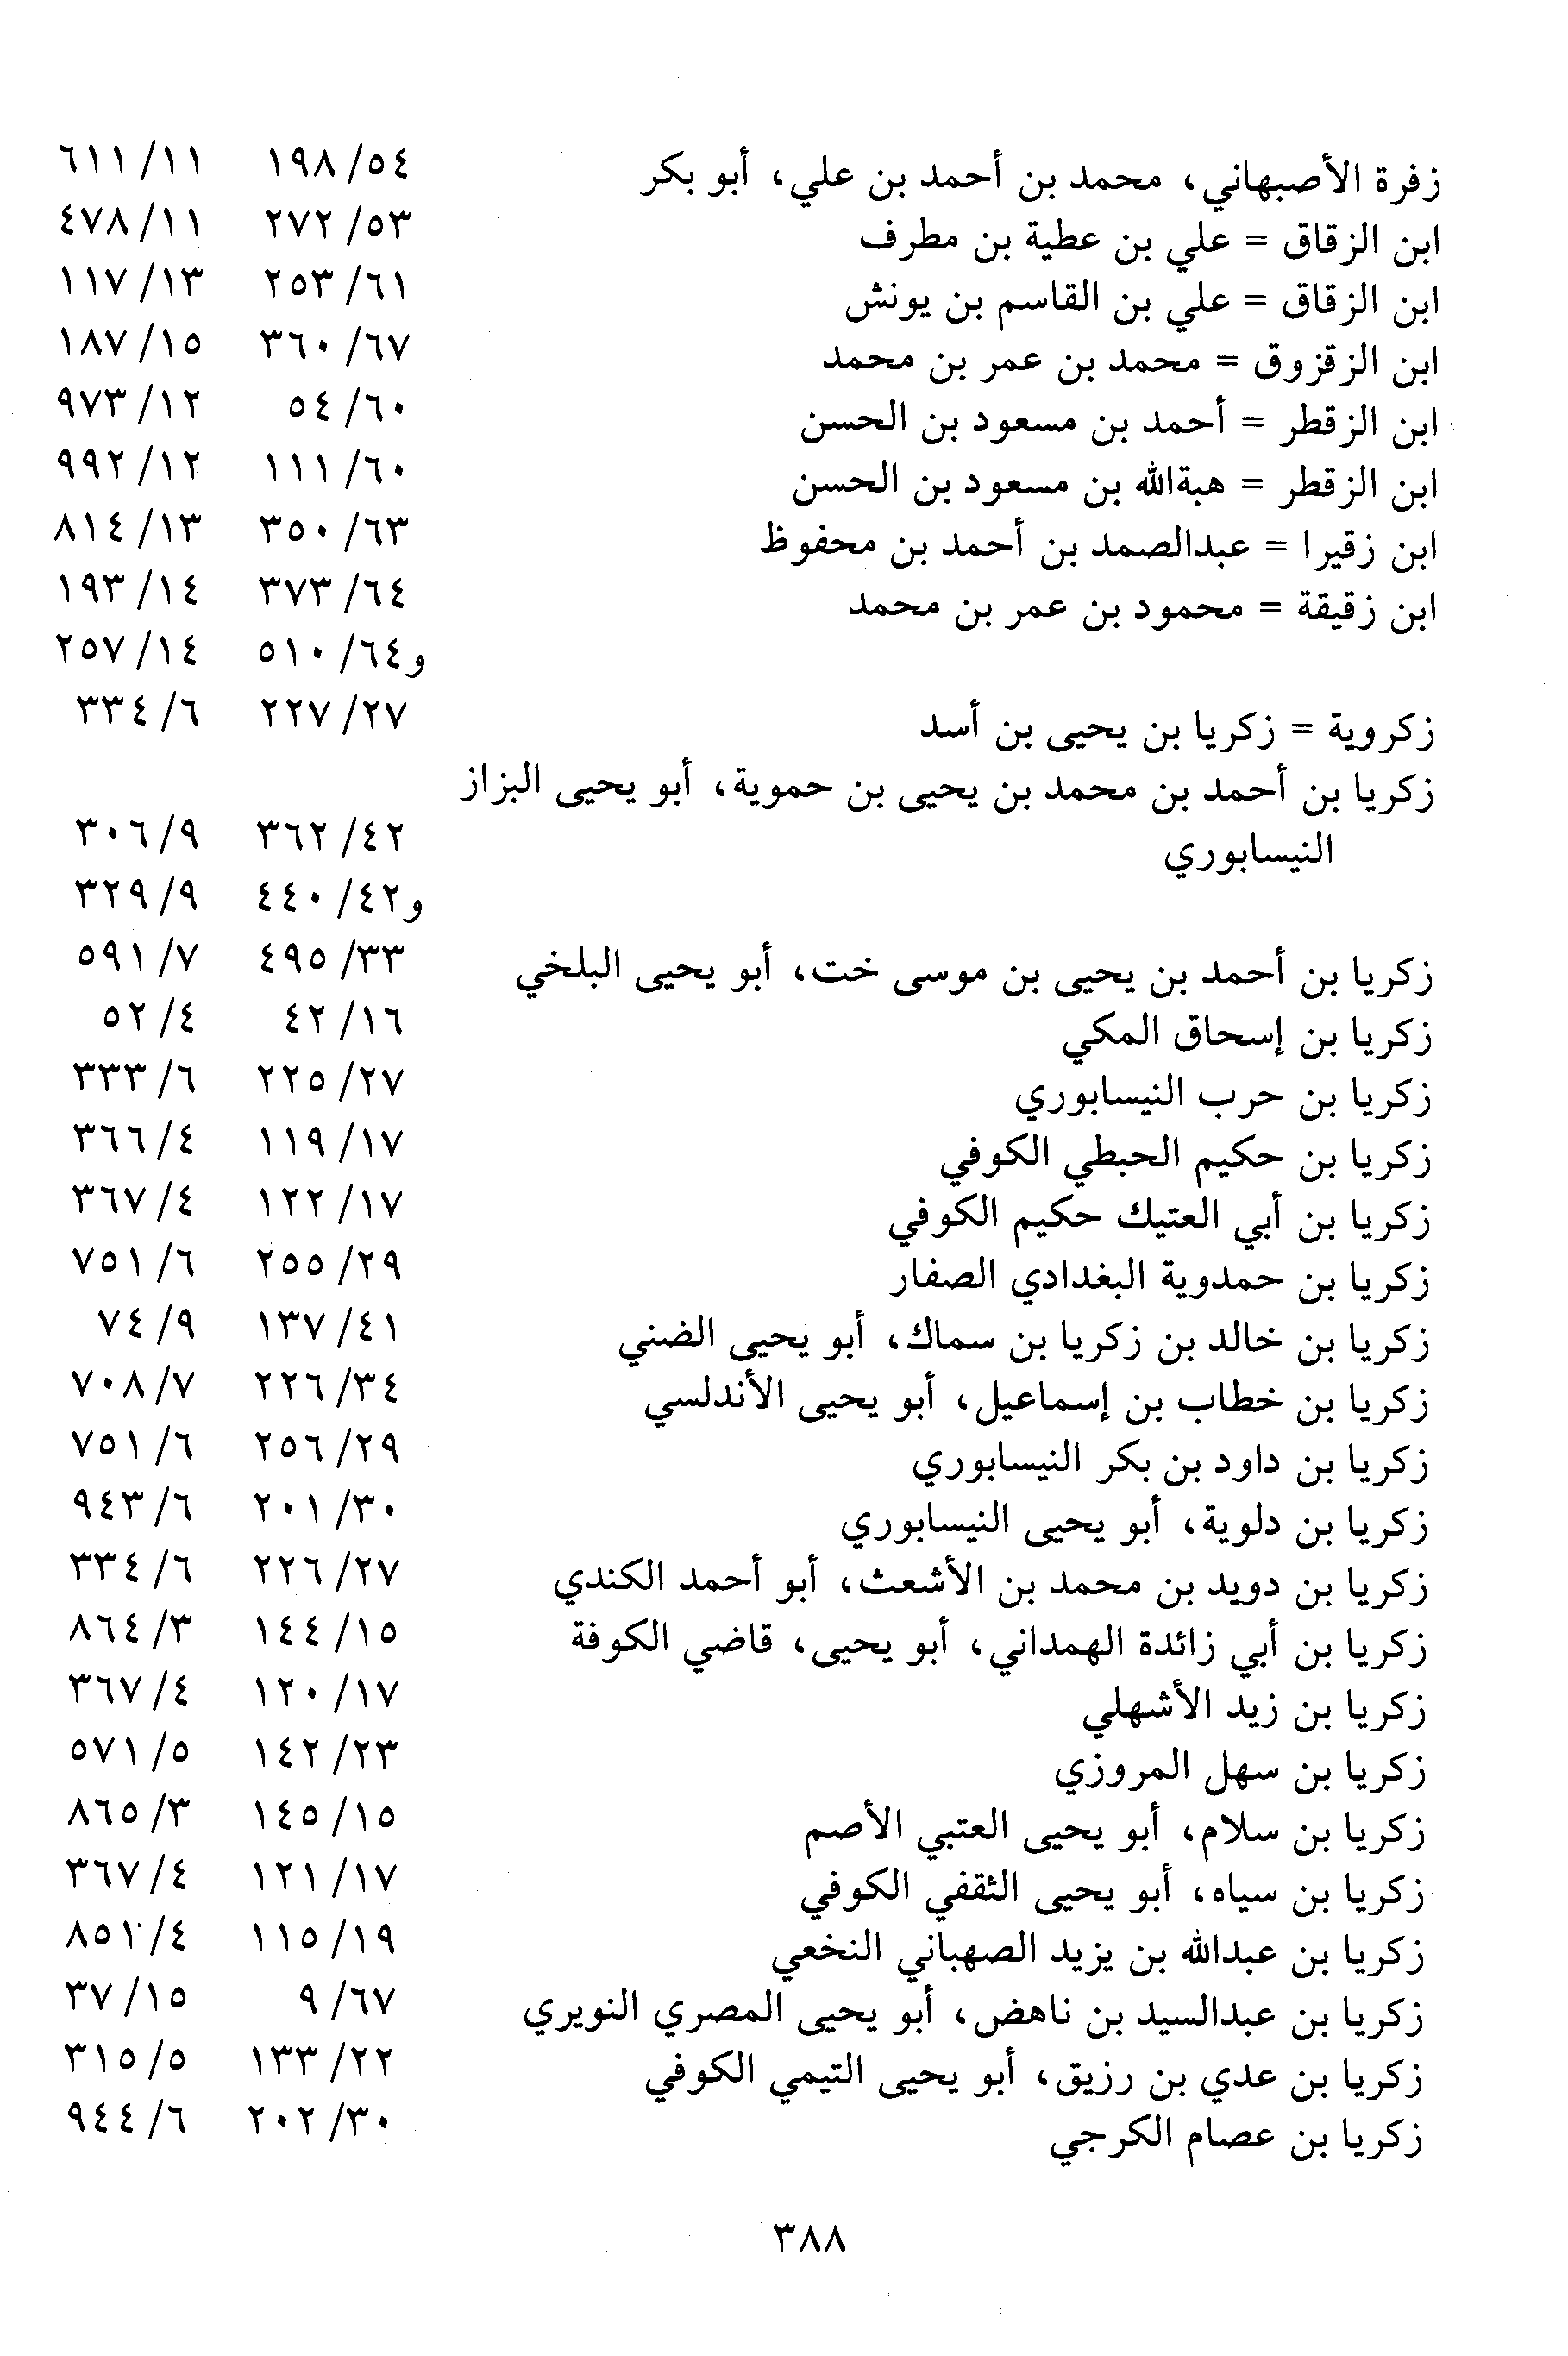 زفرة الأصبهاني، محمد بن أحمد بن علي، أبو بكر ١٩٨/٥٤ ٦١١/١١
ابن الزقاق = علي بن عطية بن مطرف ٢٧٢/٥٣ ٤٧٨/١١
ابن الزقاق = علي بن القاسم بن يونش ٢٥٣/٦١ ١١٧/١٣
ابن الزقزوق = محمد بن عمر بن محمد ٣٦٠/٦٧ ١٨٧/١٥
ابن الزقطر = أحمد بن مسعود بن الحسن ٥٤/٦٠ ٩٧٣/١٢
ابن الزقطر = هبةالله بن مسعود بن الحسن ١١١/٦٠ ٩٩٢/١٢
ابن زقيرا = عبدالصمد بن أحمد بن محفوظ ٣٥٠/٦٣ ٨١٤/١٣
ابن زقيقة = محمود بن عمر بن محمد ٣٧٣/٦٤ ١٩٣/١٤
و٥١٠/٦٤ ٢٥٧/١٤
زكروية = زكريا بن يحيى بن أسد ٢٢٧/٢٧ ٣٣٤/٦
زكريا بن أحمد بن محمد بن يحيى بن حموية، أبو يحيى البزاز
النيسابوري ٣٦٢/٤٢ ٣٠٦/٩
و٤٤٠/٤٢ ٣٢٩/٩
زكريا بن أحمد بن يحيى بن موسى خت، أبو يحيى البلخي ٤٩٥/٣٣ ٥٩١/٧
زكريا بن إسحاق المكي ٤٢/١٦ ٥٢/٤
زكريا بن حرب النيسابوري ٢٢٥/٢٧ ٣٣٣/٦
زكريا بن حكيم الحبطي الكوفي ١١٩/١٧ ٣٦٦/٤
زكريا بن أبي العتيك حكيم الكوفي ١٢٢/١٧ ٣٦٧/٤
زكريا بن حمدوية البغدادي الصفار ٢٥٥/٢٩ ٧٥١/٦
زكريا بن خالد بن زكريا بن سماك، أبو يحيى الضني ١٣٧/٤١ ٧٤/٩
زكريا بن خطاب بن إسماعيل، أبو يحيى الأندلسي ٢٢٦/٣٤ ٧٠٨/٧
زكريا بن داود بن بكر النيسابوري ٢٥٦/٢٩ ٧٥١/٦
زكريا بن دلوية، أبو يحيى النيسابوري ٢٠١/٣٠ ٩٤٣/٦
زكريا بن دويد بن محمد بن الأشعث، أبو أحمد الكندي ٢٢٦/٢٧ ٣٣٤/٦
زكريا بن أبي زائدة الهمداني، أبو يحيى، قاضي الكوفة ١٤٤/١٥ ٨٦٤/٣
زكريا بن زيد الأشهلي ١٢٠/١٧ ٣٦٧/٤
زكريا بن سهل المروزي ١٤٢/٢٣ ٥٧١/٥
زكريا بن سلام، أبو يحيى العتبي الأصم ١٤٥/١٥ ٨٦٥/٣
زكريا بن سياه، أبو يحيى الثقفي الكوفي ١٢١/١٧ ٣٦٧/٤
زكريا بن عبدالله بن يزيد الصهباني النخعي ١١٥/١٩ ٨٥١/٤
زكريا بن عبدالسيد بن ناهض، أبو يحيى المصري النويري ٩/٦٧ ٣٧/١٥
زكريا بن عدي بن رزيق، أبو يحيى التيمي الكوفي ١٣٣/٢٢ ٣١٥/٥
زكريا بن عصام الكرجي ٢٠٢/٣٠ ٩٤٤/٦
٣٨٨